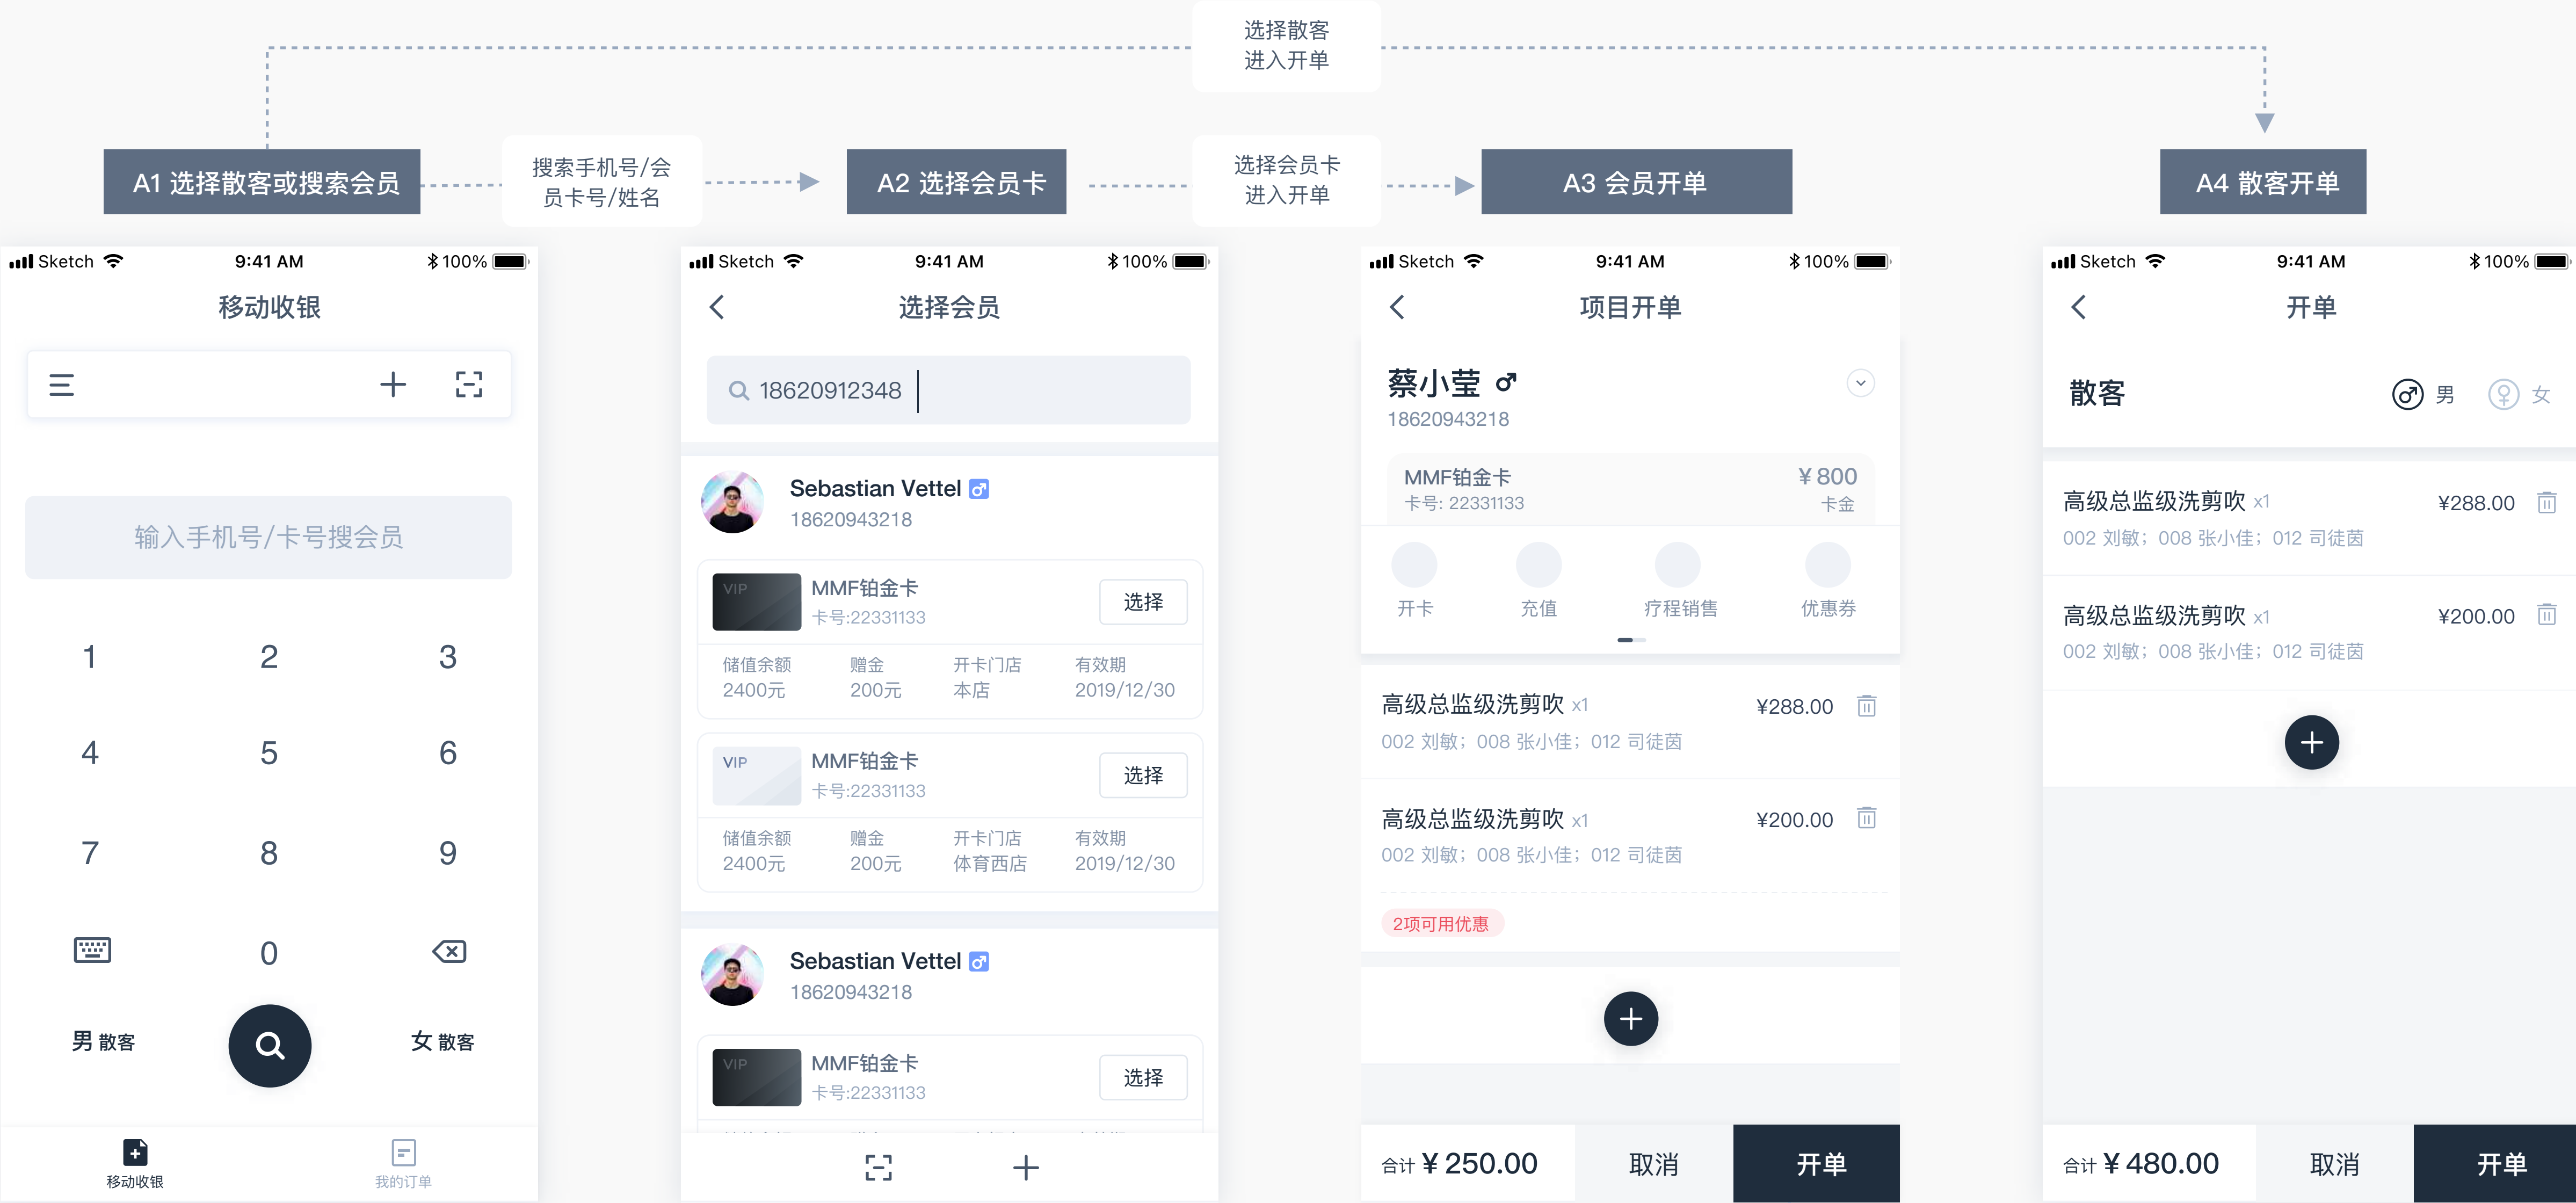 选择散客
进入开单
A1 选择散客或搜索会员
搜索手机号/会
员卡号/姓名
A2 选择会员卡
选择会员卡
进入开单
A3 会员开单
A4 散客开单
Sketch 9:41 AM 100%
移动收银
输入手机号/卡号搜会员
1 2 3
4 5 6
7 8 9
0
男 散客 女 散客
移动收银 我的订单
Sketch 9:41 AM 100%
选择会员
18620912348
Sebastian Vettel
18620943218
VIP MMF铂金卡 选择
卡号:22331133
储值余额 赠金 开卡门店 有效期
2400元 200元 本店 2019/12/30
VIP MMF铂金卡 选择
卡号:22331133
储值余额 赠金 开卡门店 有效期
2400元 200元 体育西店 2019/12/30
Sebastian Vettel
18620943218
VIP MMF铂金卡 选择
卡号:22331133
Sketch 9:41 AM 100%
项目开单
蔡小莹
18620943218
MMF铂金卡 ¥ 800
卡号: 22331133 卡金
开卡 充值 疗程销售 优惠券
高级总监级洗剪吹 x1 ¥288.00
002 刘敏；008 张小佳；012 司徒茵
高级总监级洗剪吹 x1 ¥200.00
002 刘敏；008 张小佳；012 司徒茵
2项可用优惠
合计 ¥ 250.00 取消 开单
Sketch 9:41 AM 100%
开单
散客 男 女
高级总监级洗剪吹 x1 ¥288.00
002 刘敏；008 张小佳；012 司徒茵
高级总监级洗剪吹 x1 ¥200.00
002 刘敏；008 张小佳；012 司徒茵
合计 ¥ 480.00 取消 开单